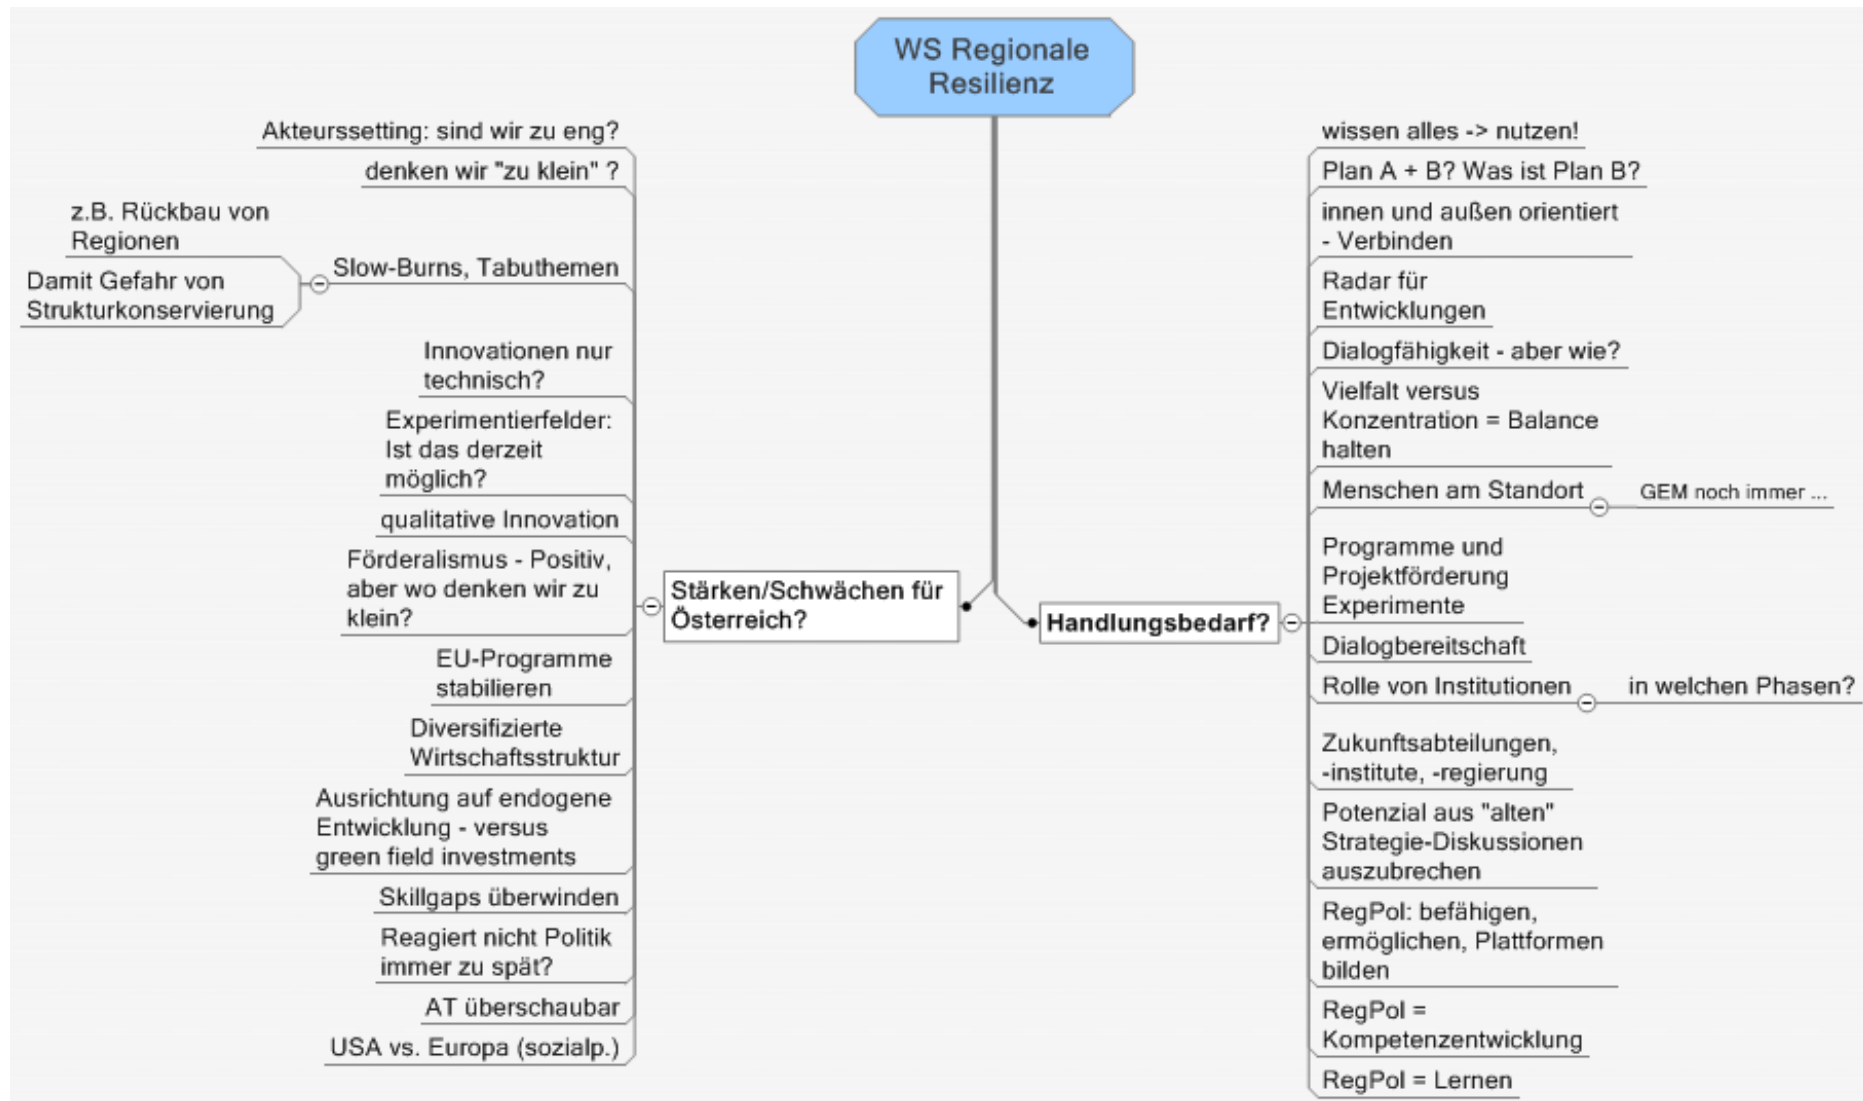 WS Regionale
Resilienz
Akteurssetting: sind wir zu eng?
denken wir "zu klein" ?
z.B. Rückbau von
Regionen
Damit Gefahr von
Strukturkonservierung
Slow-Burns, Tabuthemen
Innovationen nur
technisch?
Experimentierfelder:
Ist das derzeit
möglich?
qualitative Innovation
Förderalismus - Positiv,
aber wo denken wir zu
klein?
EU-Programme
stabilieren
Diversifizierte
Wirtschaftsstruktur
Ausrichtung auf endogene
Entwicklung - versus
green field investments
Skillgaps überwinden
Reagiert nicht Politik
immer zu spät?
AT überschaubar
USA vs. Europa (sozialp.)
Stärken/Schwächen für
Österreich?
Handlungsbedarf?
wissen alles -> nutzen!
Plan A + B? Was ist Plan B?
innen und außen orientiert
- Verbinden
Radar für
Entwicklungen
Dialogfähigkeit - aber wie?
Vielfalt versus
Konzentration = Balance
halten
Menschen am Standort
GEM noch immer ...
Programme und
Projektförderung
Experimente
Dialogbereitschaft
Rolle von Institutionen
in welchen Phasen?
Zukunftsabteilungen,
-institute, -regierung
Potenzial aus "alten"
Strategie-Diskussionen
auszubrechen
RegPol: befähigen,
ermöglichen, Plattformen
bilden
RegPol =
Kompetenzentwicklung
RegPol = Lernen